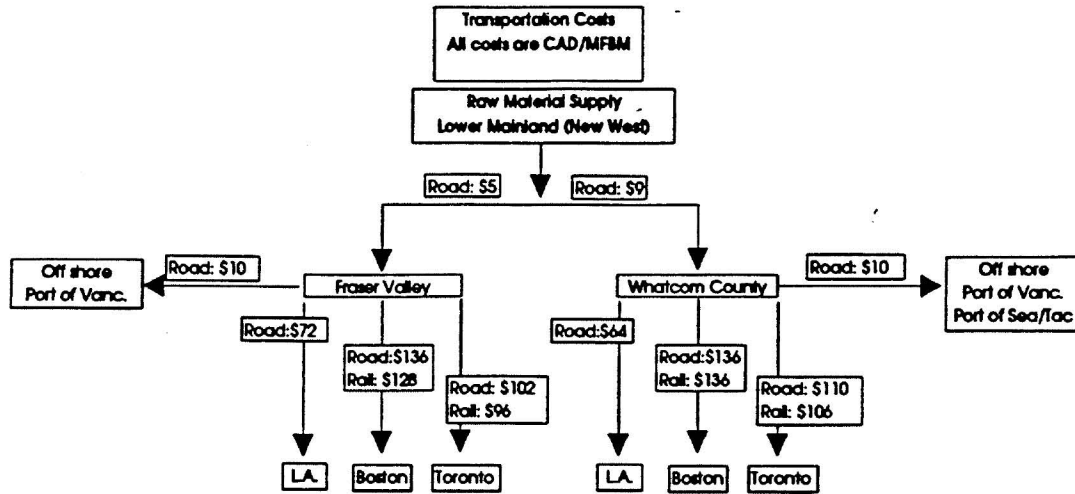 Transportation Costs
All costs are CAD/MFBM
Raw Material Supply
Lower Mainland (New West)
Road: $5
Road: $9
Off shore
Port of Vanc.
Road: $10
Fraser Valley
Whatcom County
Road: $10
Off shore
Port of Vanc.
Port of Sea/Tac
Road:$72
Road:$136
Rail: $128
Road: $102
Rail: $96
Road:$64
Road:$136
Rail: $136
Road: $110
Rail: $106
L.A.
Boston
Toronto
L.A.
Boston
Toronto